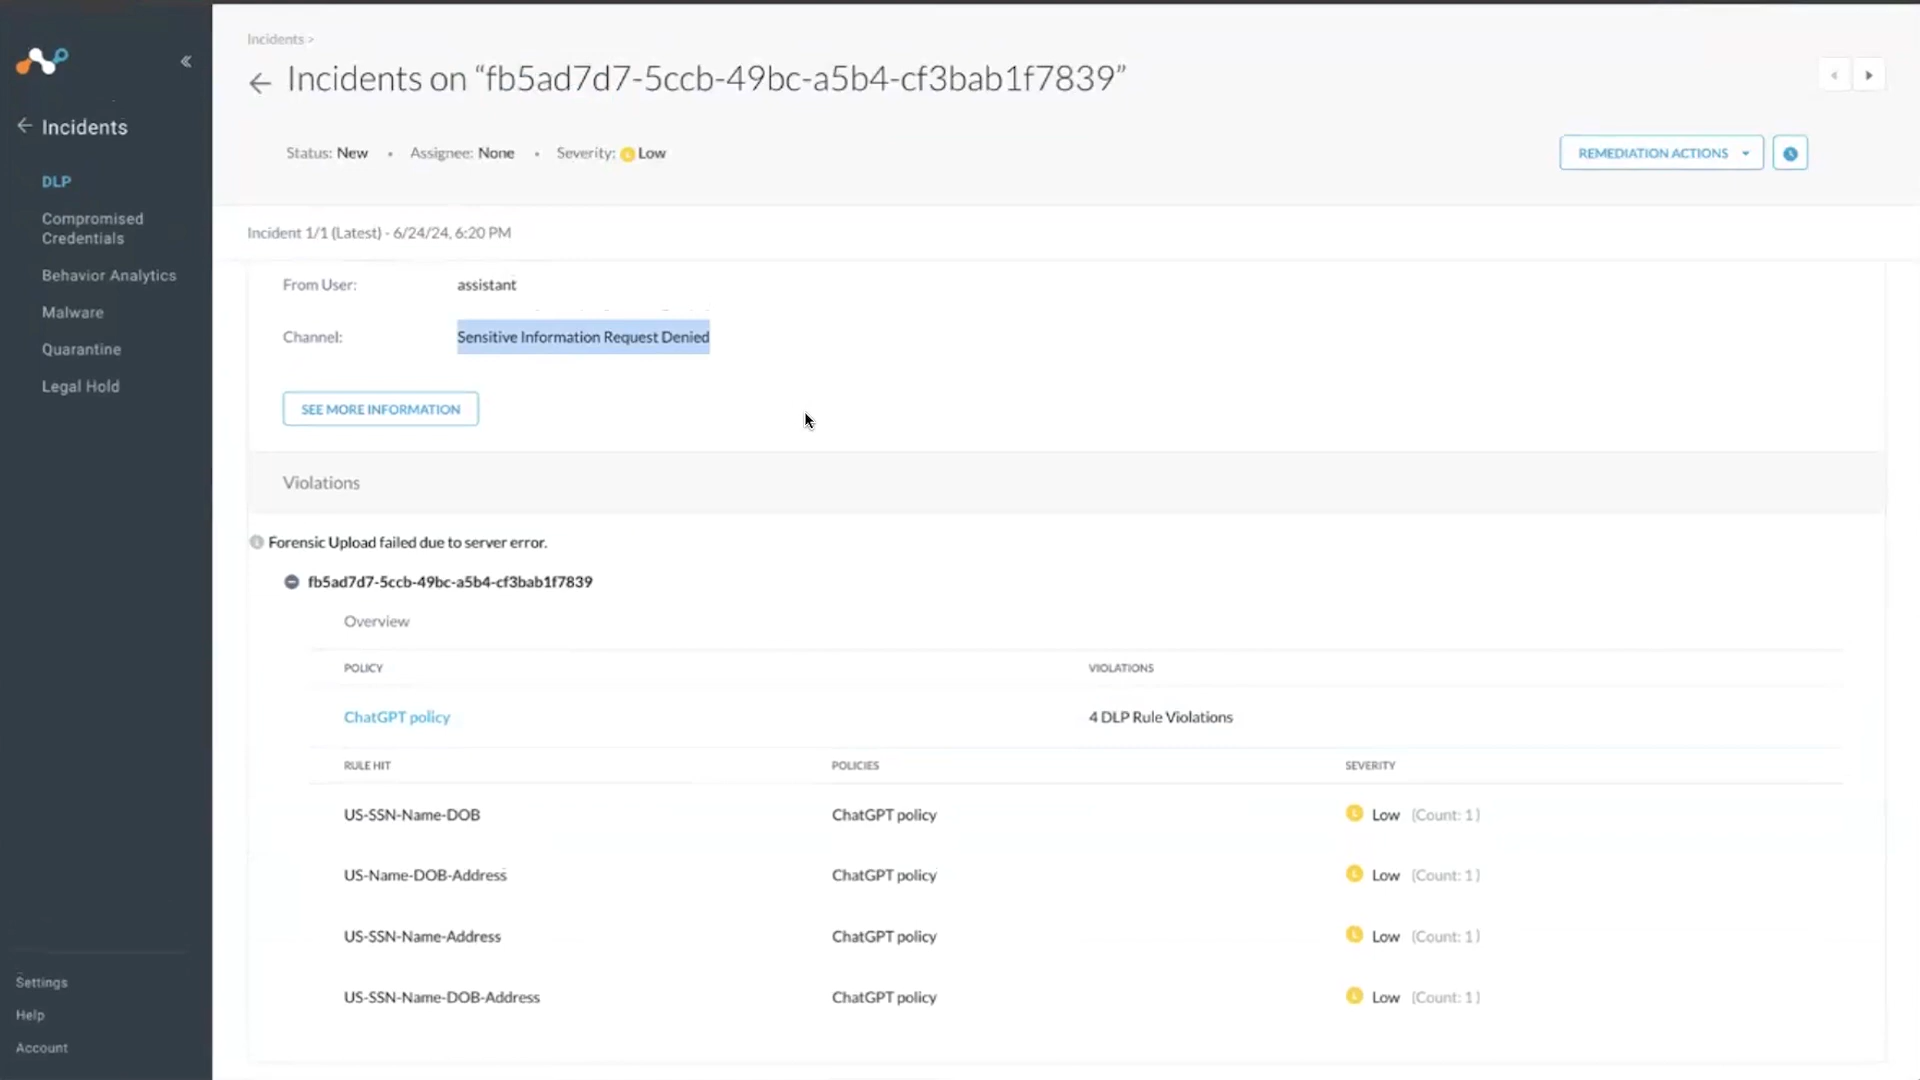 Incidents >
Incidents on “fb5ad7d7-5ccb-49bc-a5b4-cf3bab1f7839”
Status: New • Assignee: None • Severity: L Low
REMEDIATION ACTIONS
Incidents
DLP
Compromised
Credentials
Behavior Analytics
Malware
Quarantine
Legal Hold
Settings
Help
Account
Incident 1/1 (Latest) - 6/24/24, 6:20 PM
From User: assistant
Channel: Sensitive Information Request Denied
SEE MORE INFORMATION
Violations
Forensic Upload failed due to server error.
fb5ad7d7-5ccb-49bc-a5b4-cf3bab1f7839
Overview
POLICY VIOLATIONS
ChatGPT policy 4 DLP Rule Violations
RULE HIT POLICIES SEVERITY
US-SSN-Name-DOB ChatGPT policy L Low (Count: 1)
US-Name-DOB-Address ChatGPT policy L Low (Count: 1)
US-SSN-Name-Address ChatGPT policy L Low (Count: 1)
US-SSN-Name-DOB-Address ChatGPT policy L Low (Count: 1)